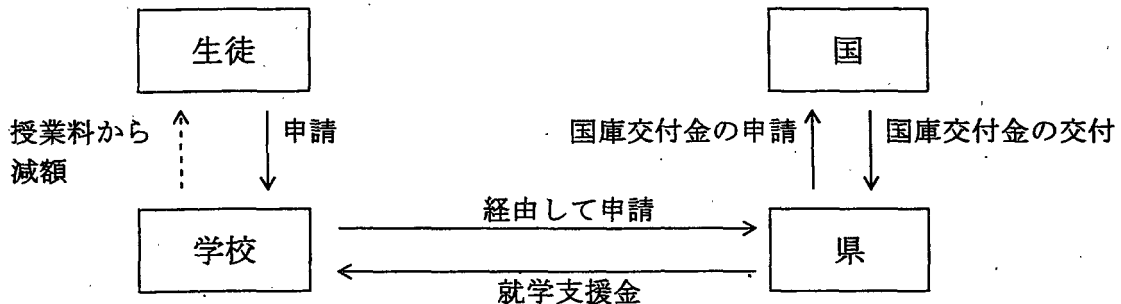 生徒
国
授業料から
減額
申請
国庫交付金の申請
国庫交付金の交付
経由して申請
学校
県
就学支援金